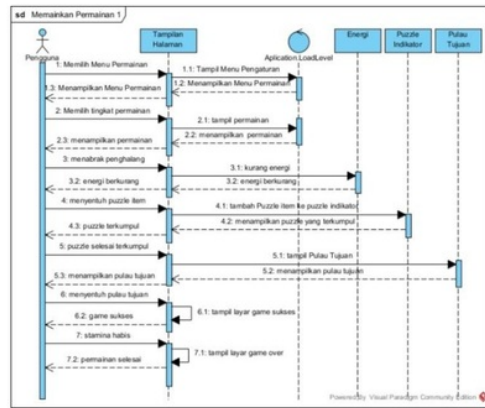 sd Memainkan Permainan 1
Pengguna
Tampilan
Halaman
Aplication.LoadLevel
Energi
Puzzle
Indikator
Pulau
Tujuan
1: Memilih Menu Permainan
1.1: Tampil Menu Pengaturan
1.2: Menampilkan Menu Permainan
1.3: Menampilkan Menu Permainan
2: Memilih tingkat permainan
2.1: tampil permainan
2.2: menampilkan permainan
2.3: menampilkan permainan
3: menabrak penghalang
3.1: kurang energi
3.2: energi berkurang
3.2: energi berkurang
4: menyentuh puzzle item
4.1: tambah Puzzle item ke puzzle indikator
4.2: menampilkan puzzle yang terkumpul
4.3: puzzle terkumpul
5: puzzle selesai terkumpul
5.1: tampil Pulau Tujuan
5.2: menampilkan pulau tujuan
5.3: menampilkan pulau tujuan
6: menyentuh pulau tujuan
6.1: tampil layar game sukses
6.2: game sukses
7: stamina habis
7.1: tampil layar game over
7.2: permainan selesai
Powered By Visual Paradigm Community Edition